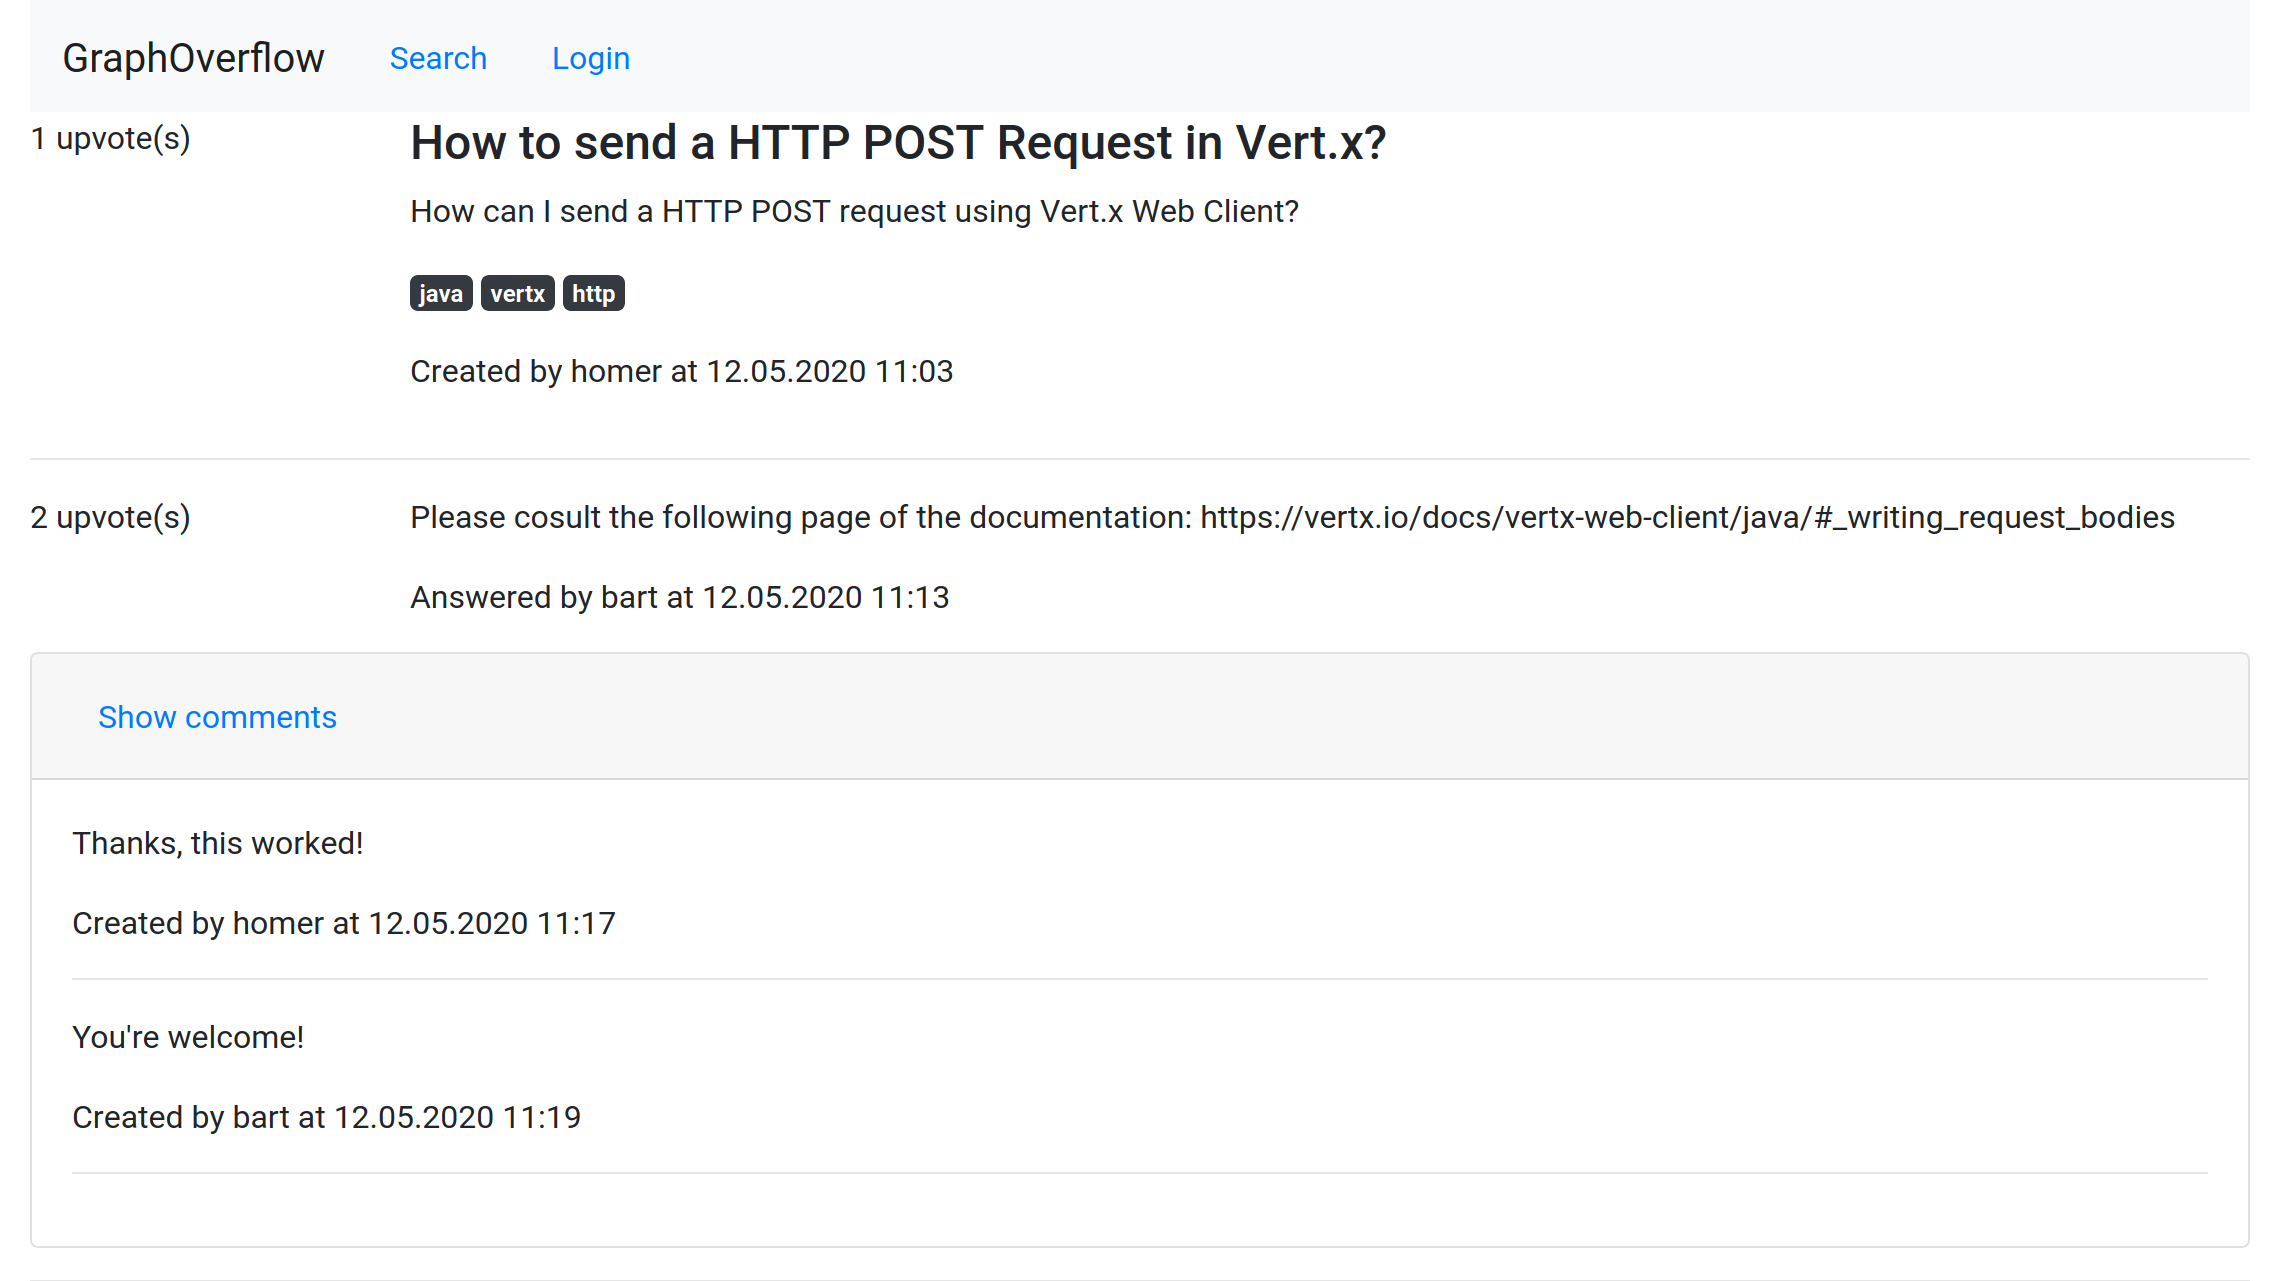 GraphOverflow Search Login
1 upvote(s)
How to send a HTTP POST Request in Vert.x?
How can I send a HTTP POST request using Vert.x Web Client?
java vertx http
Created by homer at 12.05.2020 11:03
2 upvote(s)
Please cosult the following page of the documentation: https://vertx.io/docs/vertx-web-client/java/#_writing_request_bodies
Answered by bart at 12.05.2020 11:13
Show comments
Thanks, this worked!
Created by homer at 12.05.2020 11:17
You're welcome!
Created by bart at 12.05.2020 11:19